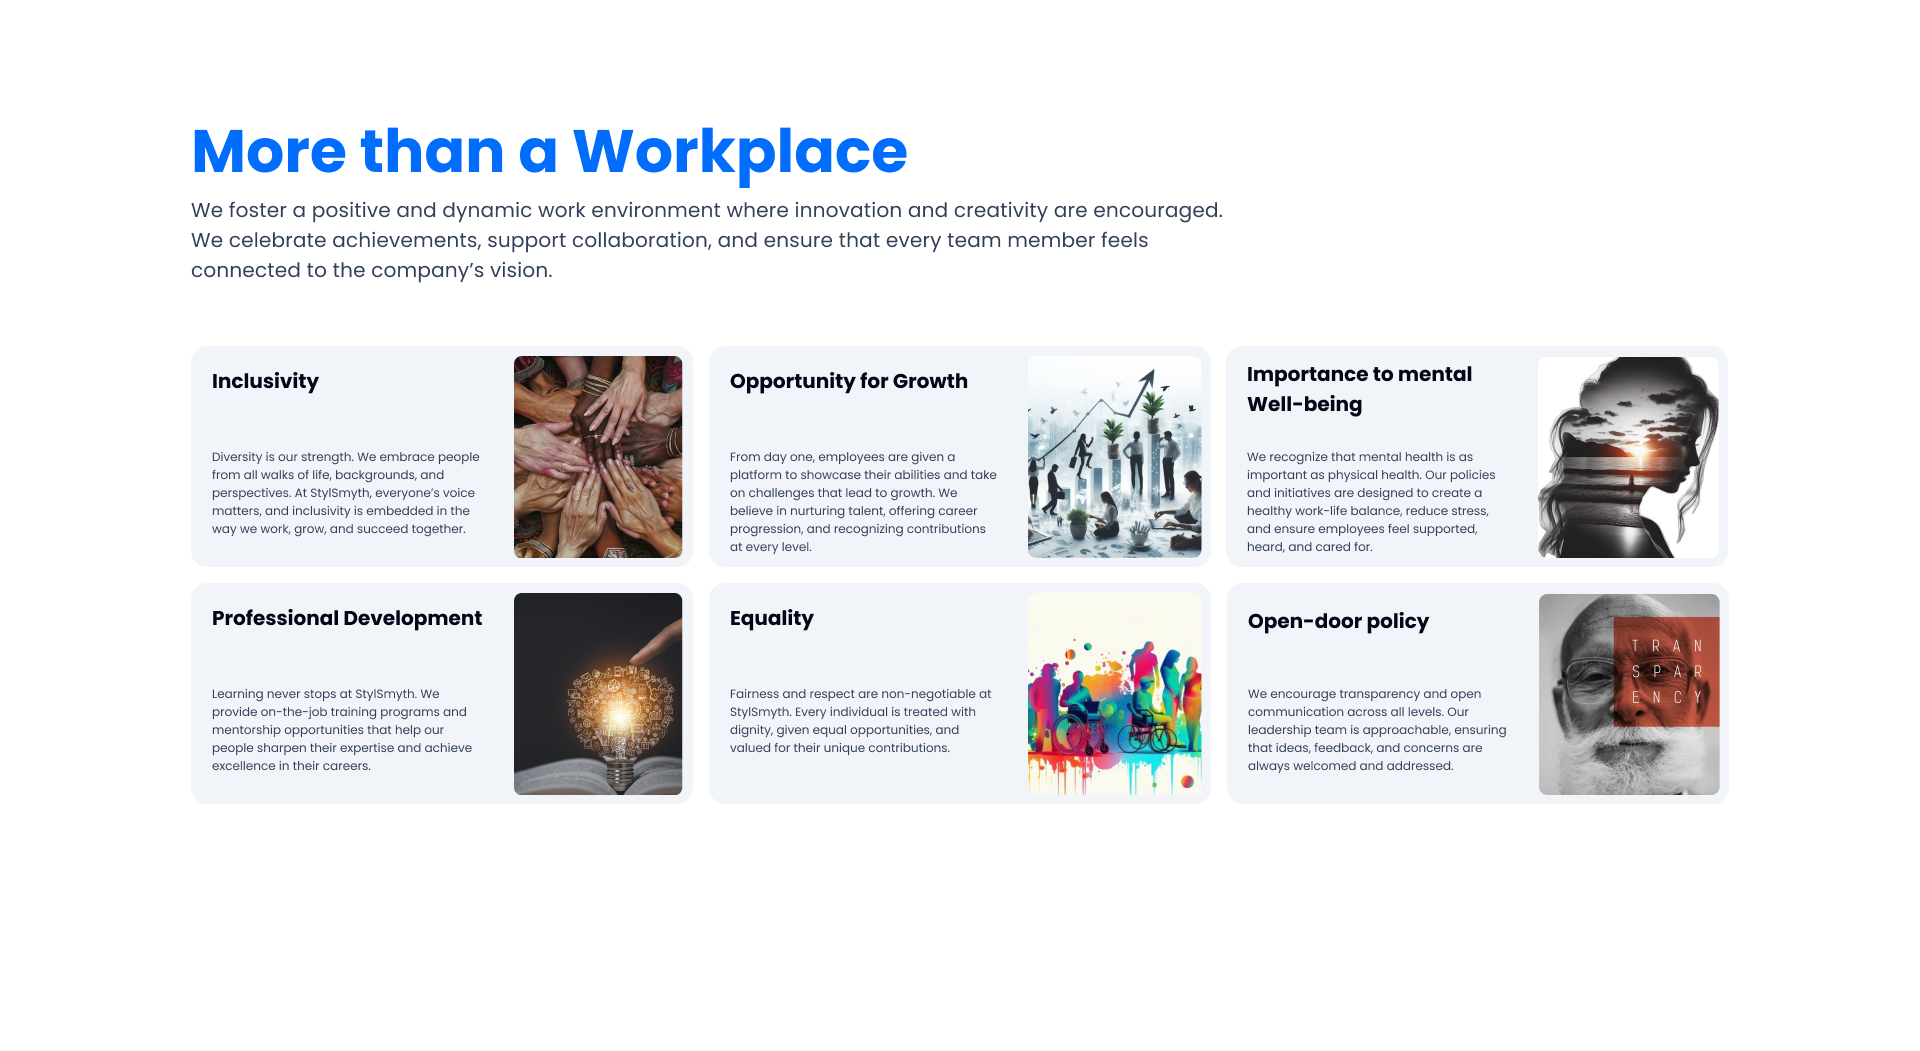 More than a Workplace
We foster a positive and dynamic work environment where innovation and creativity are encouraged.
We celebrate achievements, support collaboration, and ensure that every team member feels
connected to the company’s vision.
Inclusivity
Diversity is our strength. We embrace people
from all walks of life, backgrounds, and
perspectives. At StylSmyth, everyone’s voice
matters, and inclusivity is embedded in the
way we work, grow, and succeed together.
Opportunity for Growth
From day one, employees are given a
platform to showcase their abilities and take
on challenges that lead to growth. We
believe in nurturing talent, offering career
progression, and recognizing contributions
at every level.
Importance to mental
Well-being
We recognize that mental health is as
important as physical health. Our policies
and initiatives are designed to create a
healthy work-life balance, reduce stress,
and ensure employees feel supported,
heard, and cared for.
Professional Development
Learning never stops at StylSmyth. We
provide on-the-job training programs and
mentorship opportunities that help our
people sharpen their expertise and achieve
excellence in their careers.
Equality
Fairness and respect are non-negotiable at
StylSmyth. Every individual is treated with
dignity, given equal opportunities, and
valued for their unique contributions.
Open-door policy
We encourage transparency and open
communication across all levels. Our
leadership team is approachable, ensuring
that ideas, feedback, and concerns are
always welcomed and addressed.
TRAN
SPAR
ENCY